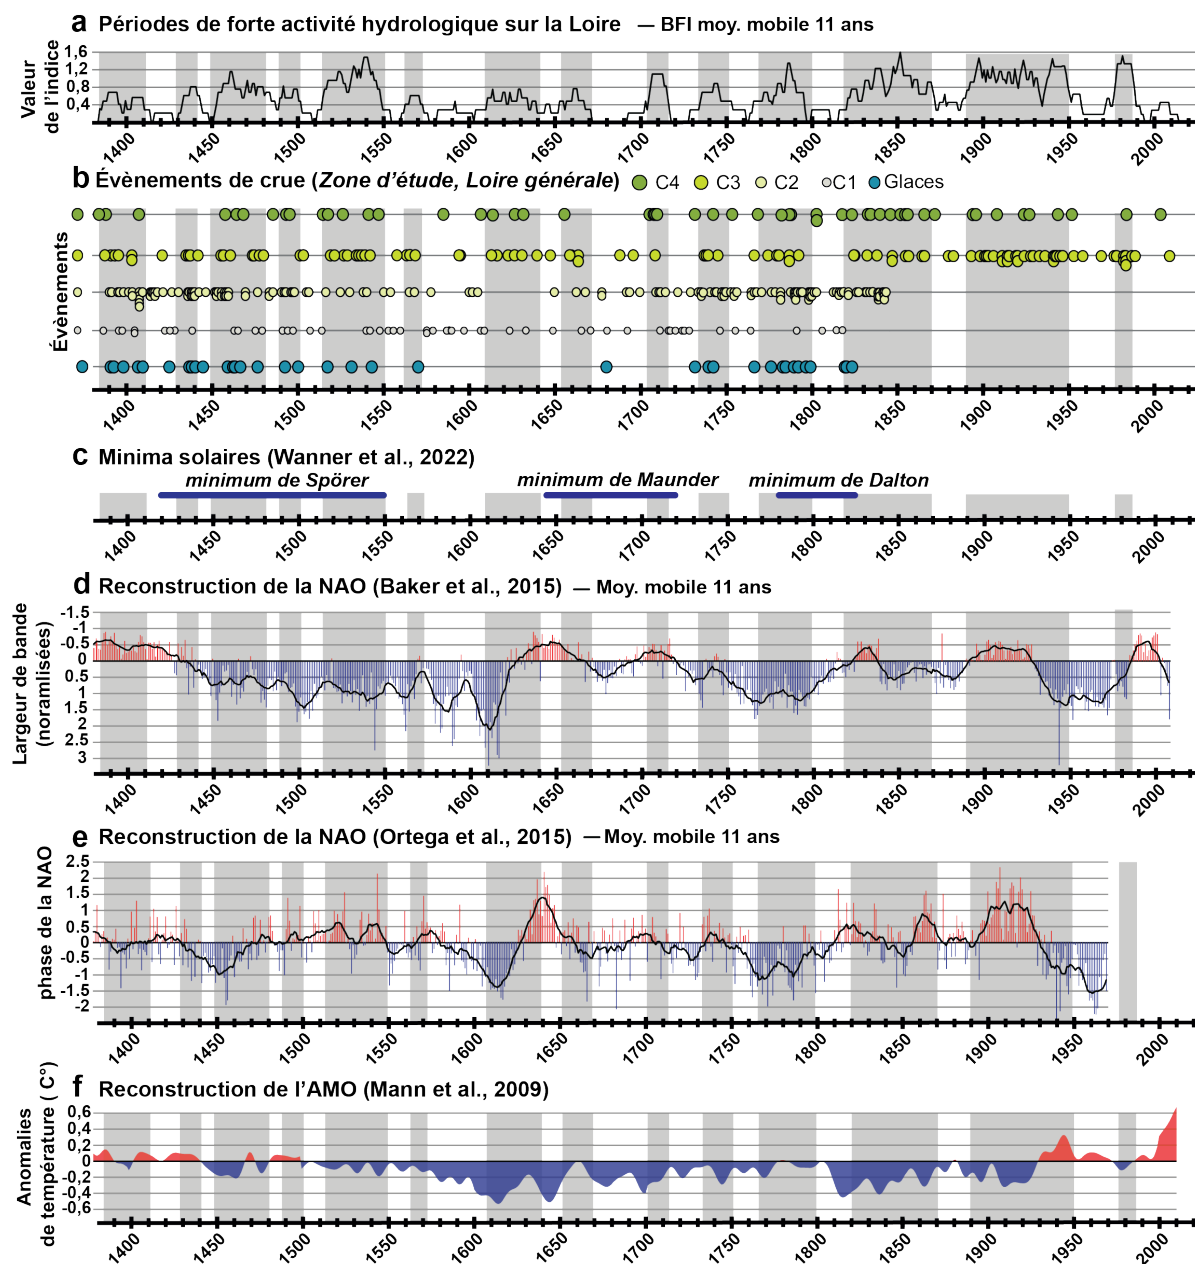 a Périodes de forte activité hydrologique sur la Loire — BFI moy. mobile 11 ans
Valeur
de l'indice
1,6
1,2
0,8
0,4
1400 1450 1500 1550 1600 1650 1700 1750 1800 1850 1900 1950 2000
b Évènements de crue (Zone d'étude, Loire générale) C4 C3 C2 C1 Glaces
Évènements
1400 1450 1500 1550 1600 1650 1700 1750 1800 1850 1900 1950 2000
c Minima solaires (Wanner et al., 2022)
minimum de Spörer minimum de Maunder minimum de Dalton
1400 1450 1500 1550 1600 1650 1700 1750 1800 1850 1900 1950 2000
d Reconstruction de la NAO (Baker et al., 2015) — Moy. mobile 11 ans
Largeur de bande
(noramlisées)
-1.5
-1
-0.5
0
0.5
1
1.5
2
2.5
3
1400 1450 1500 1550 1600 1650 1700 1750 1800 1850 1900 1950 2000
e Reconstruction de la NAO (Ortega et al., 2015) — Moy. mobile 11 ans
phase de la NAO
2.5
2
1.5
1
0.5
0
-0.5
-1
-1.5
-2
1400 1450 1500 1550 1600 1650 1700 1750 1800 1850 1900 1950 2000
f Reconstruction de l'AMO (Mann et al., 2009)
Anomalies
de température ( C°)
0,6
0,4
0,2
0
-0.2
-0.4
-0.6
1400 1450 1500 1550 1600 1650 1700 1750 1800 1850 1900 1950 2000